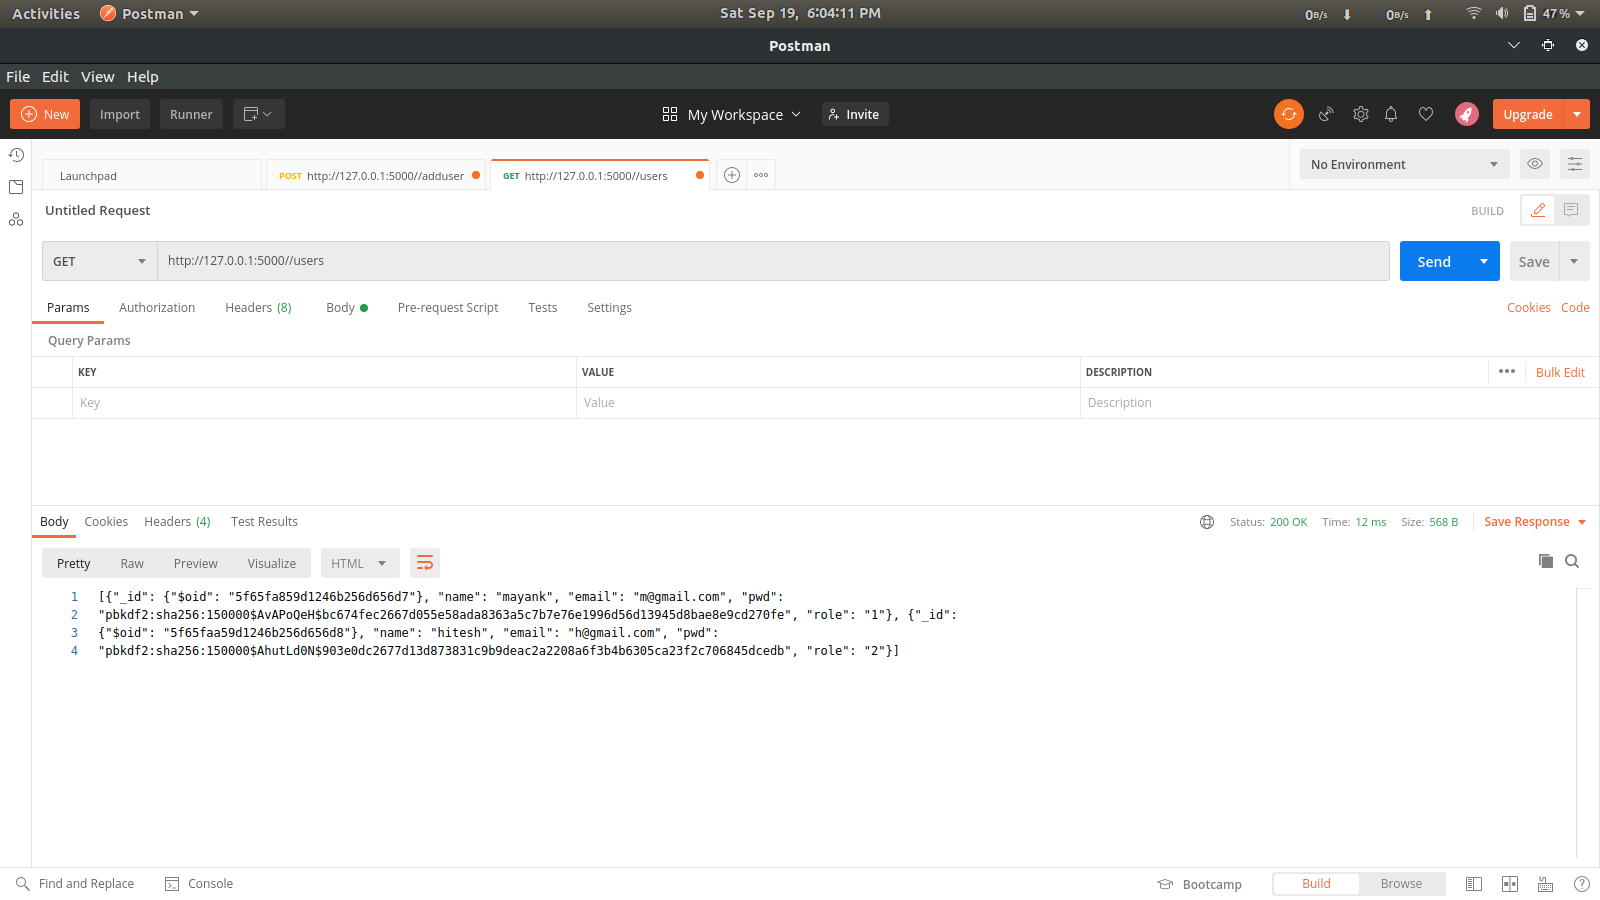 Activities Postman Sat Sep 19, 6:04:11 PM 0B/s 0B/s 47%
Postman
File Edit View Help
New Import Runner My Workspace Invite Upgrade
Launchpad POST http://127.0.0.1:5000//adduser GET http://127.0.0.1:5000//users No Environment
Untitled Request BUILD
GET http://127.0.0.1:5000//users Send Save
Params Authorization Headers (8) Body Pre-request Script Tests Settings Cookies Code
Query Params
KEY VALUE DESCRIPTION Bulk Edit
Key Value Description
Body Cookies Headers (4) Test Results Status: 200 OK Time: 12 ms Size: 568 B Save Response
Pretty Raw Preview Visualize HTML
1 [{"_id": {"$oid": "5f65fa859d1246b256d656d7"}, "name": "mayank", "email": "m@gmail.com", "pwd":
2 "pbkdf2:sha256:150000$AvAPoQeH$bc674fec2667d055e58ada8363a5c7b7e76e1996d56d13945d8bae8e9cd270fe", "role": "1"}, {"_id":
3 {"$oid": "5f65faa59d1246b256d656d8"}, "name": "hitesh", "email": "h@gmail.com", "pwd":
4 "pbkdf2:sha256:150000$AhutLd0N$903e0dc2677d13d873831c9b9deac2a2208a6f3b4b6305ca23f2c706845dcedb", "role": "2"}]
Find and Replace Console Bootcamp Build Browse